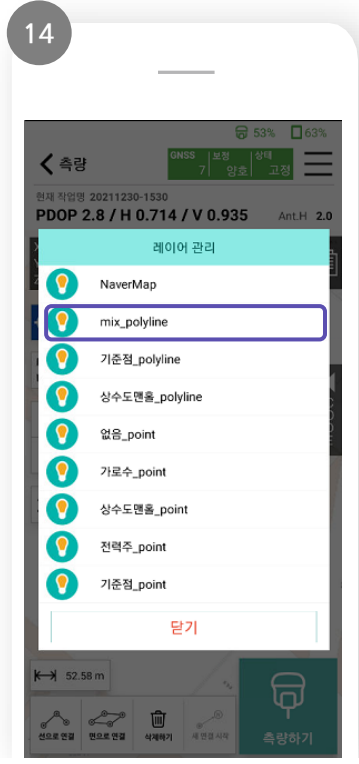 14
53% 63%
측량
GNSS 보정 상태
7 양호 고정
현재 작업명 20211230-1530
PDOP 2.8 / H 0.714 / V 0.935 Ant.H 2.0
레이어 관리
NaverMap
mix_polyline
기준점_polyline
상수도맨홀_polyline
없음_point
가로수_point
상수도맨홀_point
전력주_point
기준점_point
닫기
52.58 m
선으로 연결 면으로 연결 삭제하기 새 연결 시작
측량하기